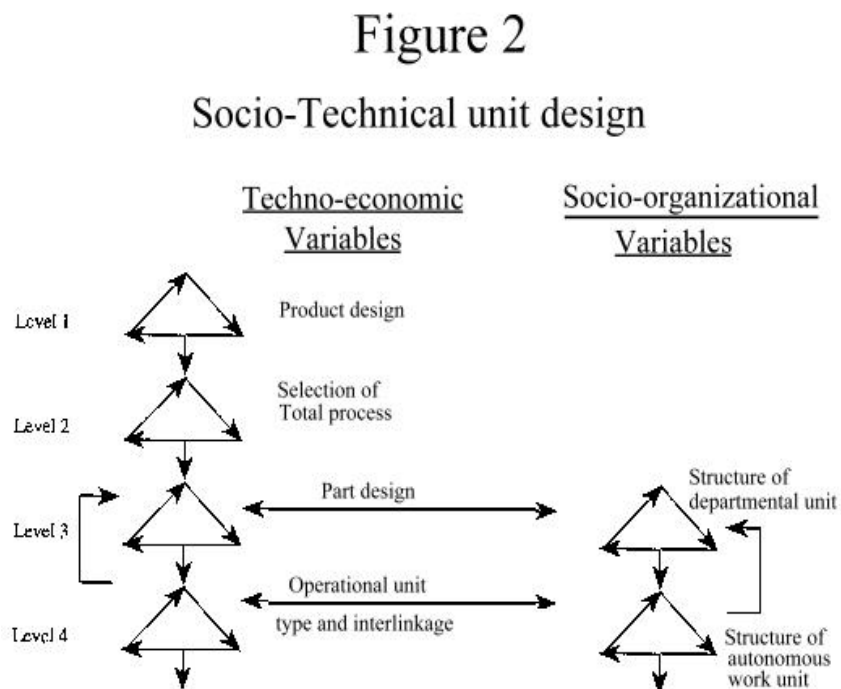 Figure 2
Socio-Technical unit design
Techno-economic
Variables
Socio-organizational
Variables
Level 1
Product design
Level 2
Selection of
Total process
Level 3
Part design
Structure of
departmental unit
Level 4
Operational unit
type and interlinkage
Structure of
autonomous
work unit